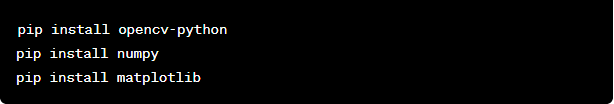 pip install opencv-python
pip install numpy
pip install matplotlib